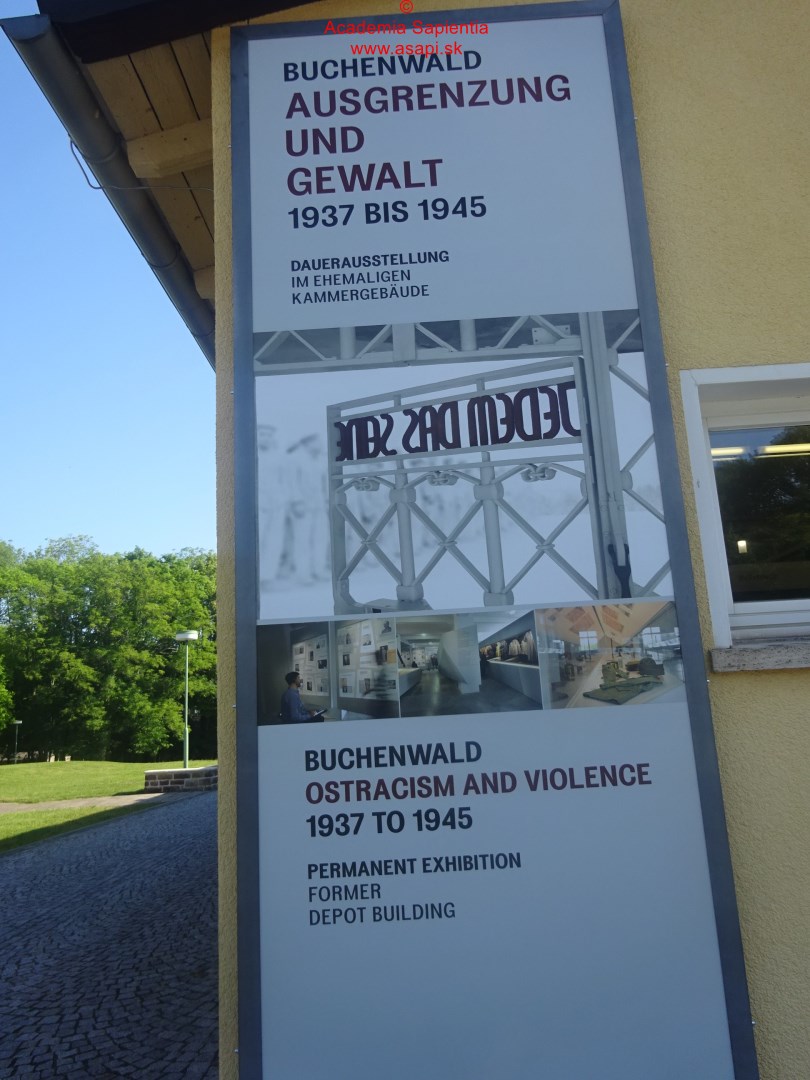 ©
Academia Sapientia
www.asapi.sk
BUCHENWALD
AUSGRENZUNG
UND
GEWALT
1937 BIS 1945
DAUERAUSSTELLUNG
IM EHEMALIGEN
KAMMERGEBÄUDE
JEDEM DAS SEINE
BUCHENWALD
OSTRACISM AND VIOLENCE
1937 TO 1945
PERMANENT EXHIBITION
FORMER
DEPOT BUILDING